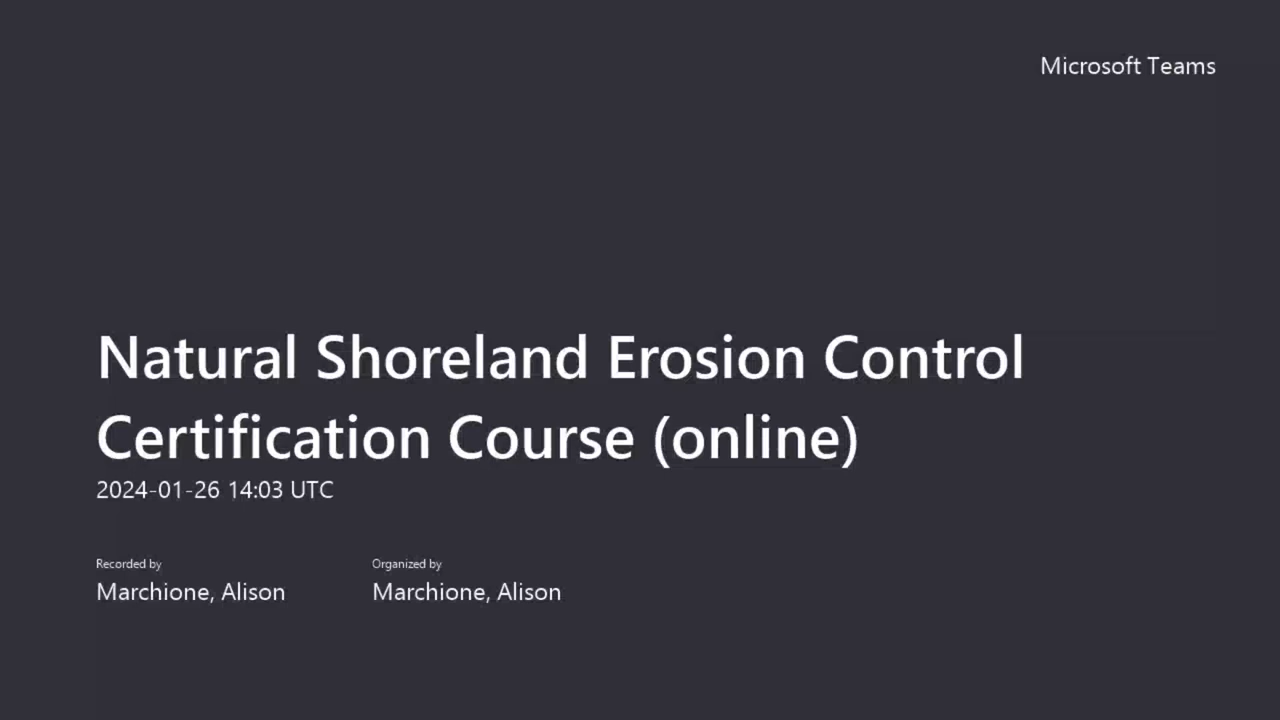 Microsoft Teams
Natural Shoreland Erosion Control
Certification Course (online)
2024-01-26 14:03 UTC
Recorded by
Marchione, Alison
Organized by
Marchione, Alison